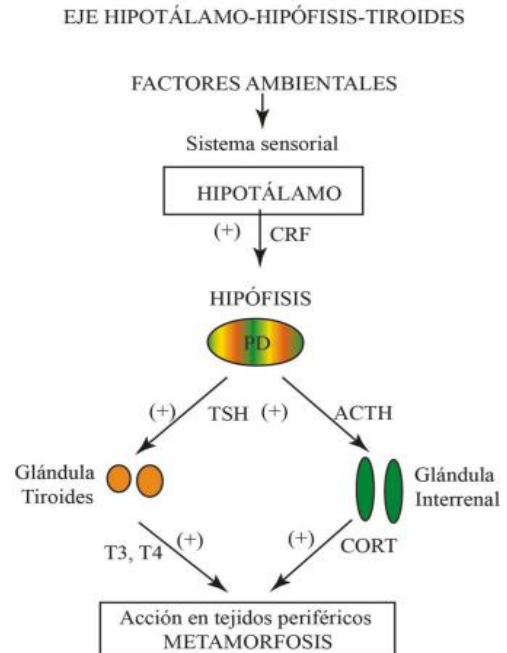 EJE HIPOTÁLAMO-HIPÓFISIS-TIROIDES
FACTORES AMBIENTALES
Sistema sensorial
HIPOTÁLAMO
(+) CRF
HIPÓFISIS
PD
(+) TSH (+) ACTH
Glándula
Tiroides
Glándula
Interrenal
T3, T4 (+) (+) CORT
Acción en tejidos periféricos
METAMORFOSIS